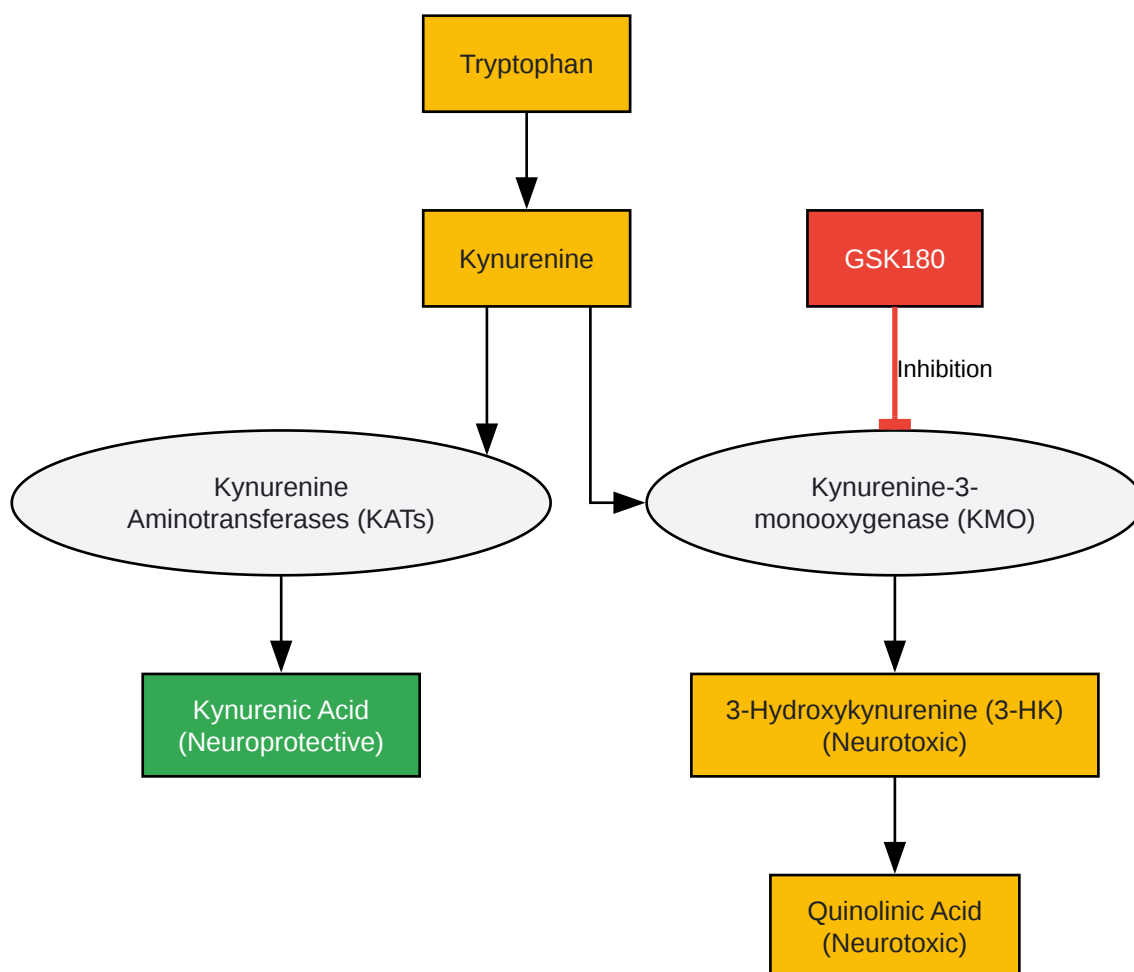 Tryptophan
Kynurenine
GSK180
Inhibition
Kynurenine
Aminotransferases (KATs)
Kynurenine-3-
monooxygenase (KMO)
Kynurenic Acid
(Neuroprotective)
3-Hydroxykynurenine (3-HK)
(Neurotoxic)
Quinolinic Acid
(Neurotoxic)